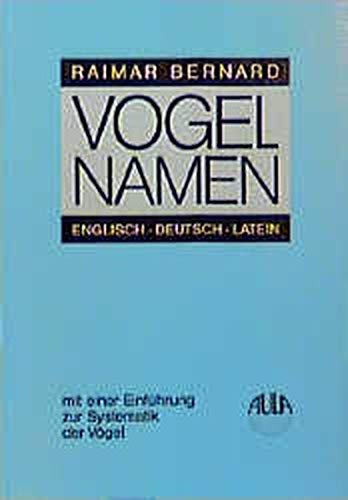 RAIMAR BERNARD
VOGEL
NAMEN
ENGLISCH · DEUTSCH · LATEIN
mit einer Einführung
zur Systematik
der Vögel
AULA